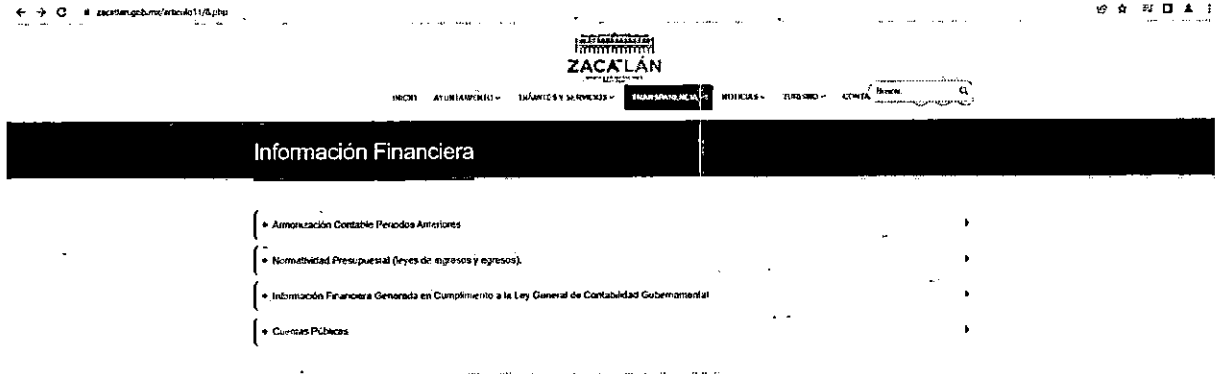 zacatlan.gob.mx/articulo11/8.php
ZACATLÁN
INICIO AYUNTAMIENTO TRÁMITES Y SERVICIOS TRANSPARENCIA NOTICIAS TURISMO CONTA Buscar
Información Financiera
+ Armonización Contable Periodos Anteriores
+ Normatividad Presupuestal (leyes de ingresos y egresos).
+ Información Financiera Generada en Cumplimiento a la Ley General de Contabilidad Gubernamental
+ Cuentas Públicas